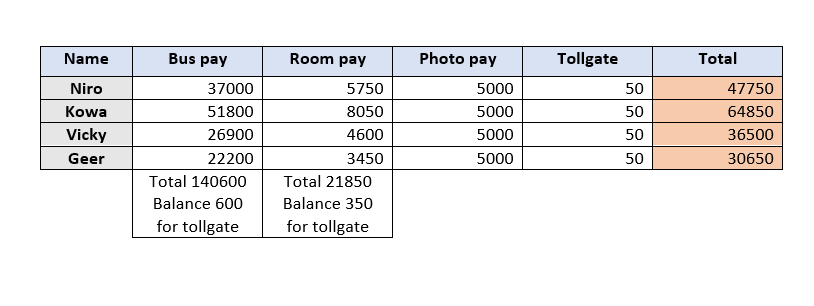 Name Bus pay Room pay Photo pay Tollgate Total
Niro 37000 5750 5000 50 47750
Kowa 51800 8050 5000 50 64850
Vicky 26900 4600 5000 50 36500
Geer 22200 3450 5000 50 30650
Total 140600 Total 21850
Balance 600 Balance 350
for tollgate for tollgate